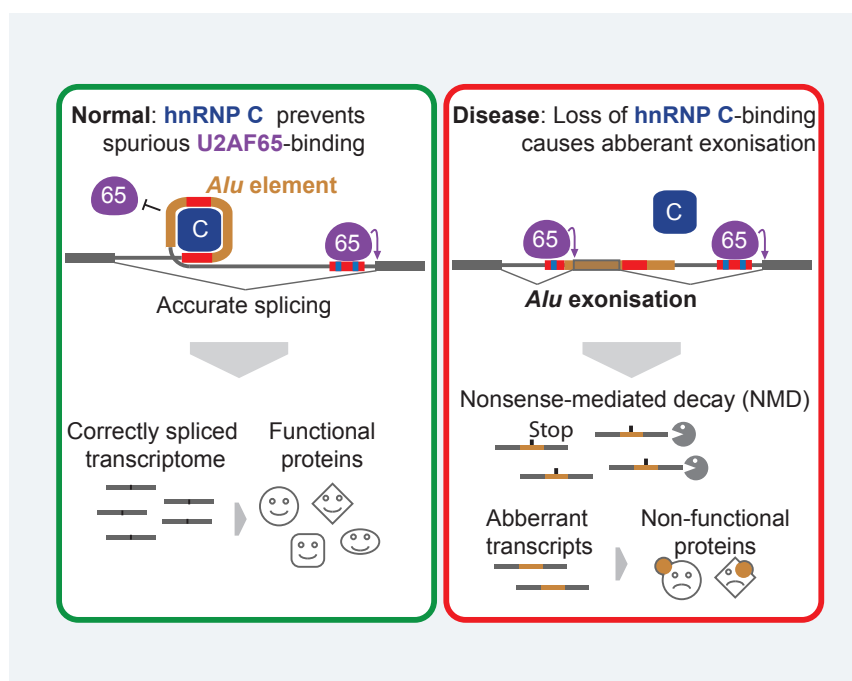 Normal: hnRNP C prevents
spurious U2AF65-binding
Alu element
65
C
65
Accurate splicing
Correctly spliced
transcriptome
Functional
proteins
Disease: Loss of hnRNP C-binding
causes abberant exonisation
C
65
65
Alu exonisation
Nonsense-mediated decay (NMD)
Stop
Abberrant
transcripts
Non-functional
proteins